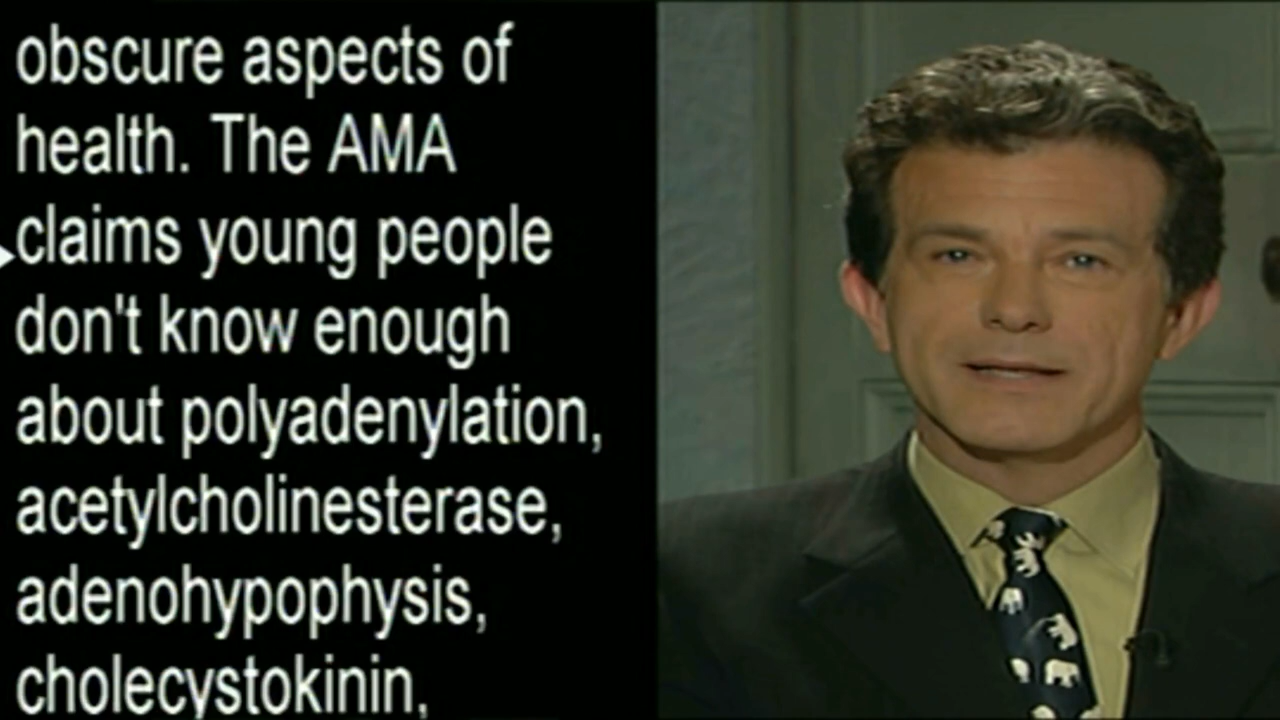 obscure aspects of
health. The AMA
claims young people
don't know enough
about polyadenylation,
acetylcholinesterase,
adenohypophysis,
cholecystokinin,